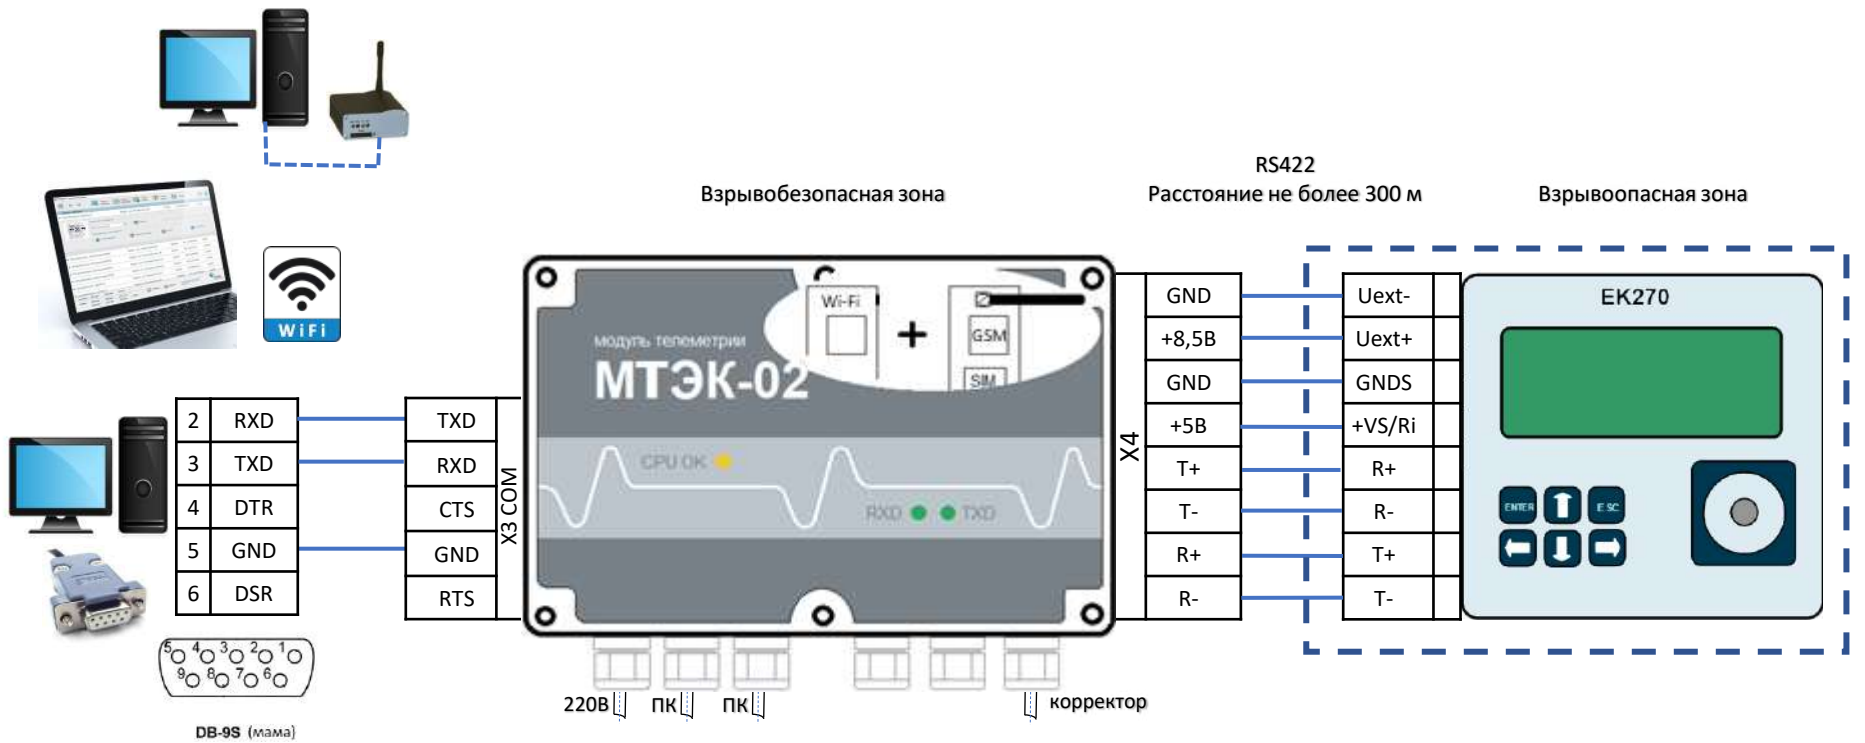 RS422
Взрывобезопасная зона
Расстояние не более 300 м
Взрывоопасная зона
WiFi
Wi-Fi
+
GSM
SIM
модуль телеметрии
МТЭК-02
CPU OK
RXD
TXD
2 RXD
3 TXD
4 DTR
5 GND
6 DSR
TXD
RXD
CTS
GND
RTS
X3 COM
X4
GND
+8,5В
GND
+5В
T+
T-
R+
R-
Uext-
Uext+
GNDS
+VS/Ri
R+
R-
T+
T-
EK270
ENTER
ESC
5 4 3 2 1
9 8 7 6
DB-9S (мама)
220В
ПК
ПК
корректор